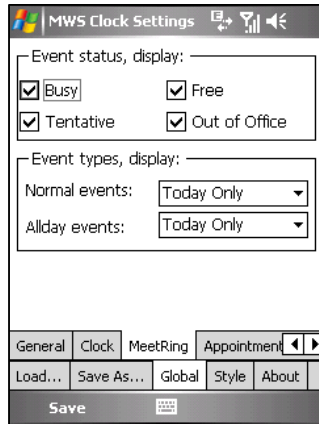 MWS Clock Settings
Event status, display:
Busy
Free
Tentative
Out of Office
Event types, display:
Normal events: Today Only
Allday events: Today Only
General Clock MeetRing Appointment
Load... Save As... Global Style About
Save